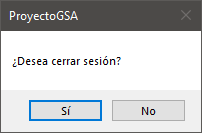 ProyectoGSA
¿Desea cerrar sesión?
Sí
No